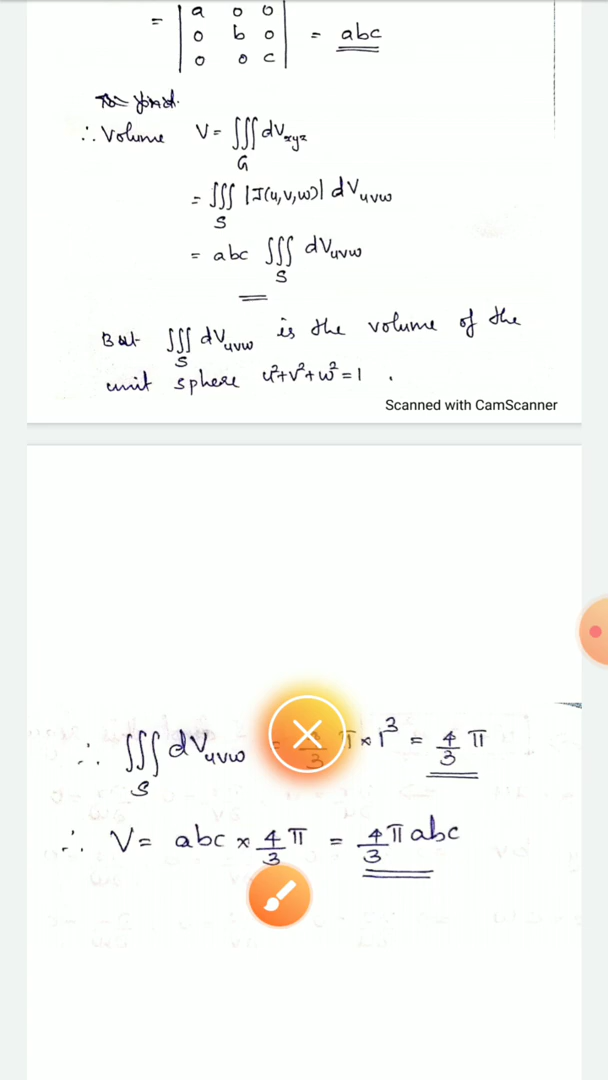 = | a 0 0 |
| 0 b 0 | = abc
| 0 0 c |
∴ Volume V = ∭_G dV_xyz
= ∭_S |J(u,v,w)| dV_uvw
= abc ∭_S dV_uvw
But ∭_S dV_uvw is the volume of the
unit sphere u²+v²+w²=1 .
Scanned with CamScanner
∴ ∭_S dV_uvw = π × 1³ = 4/3 π
∴ V = abc × 4/3 π = 4/3 π abc